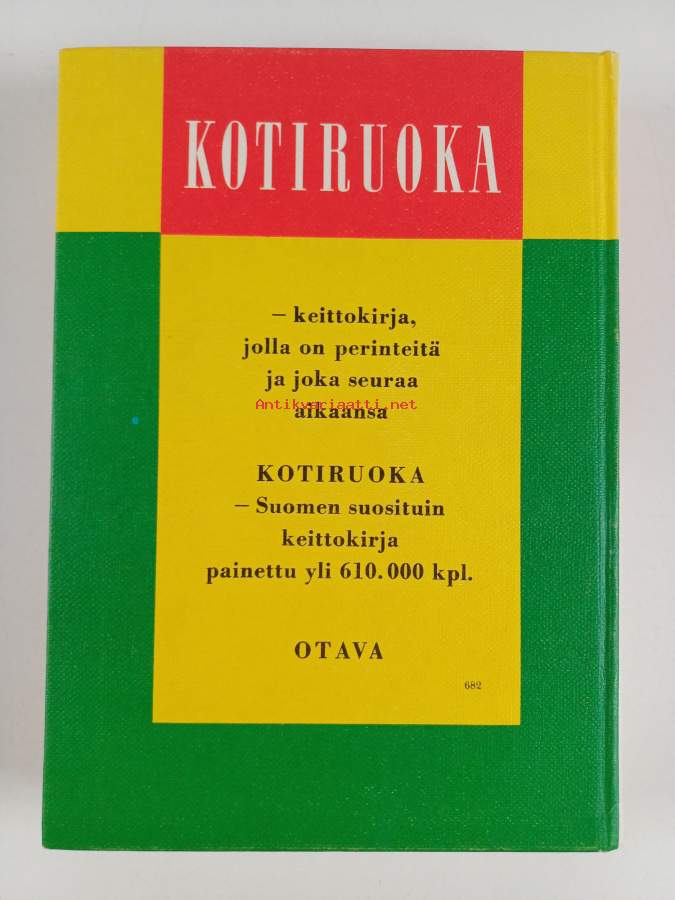 KOTIRUOKA
– keittokirja,
jolla on perinteitä
ja joka seuraa
Antikvariaatti.net
aikaansa
KOTIRUOKA
– Suomen suosituin
keittokirja
painettu yli 610.000 kpl.
OTAVA
682